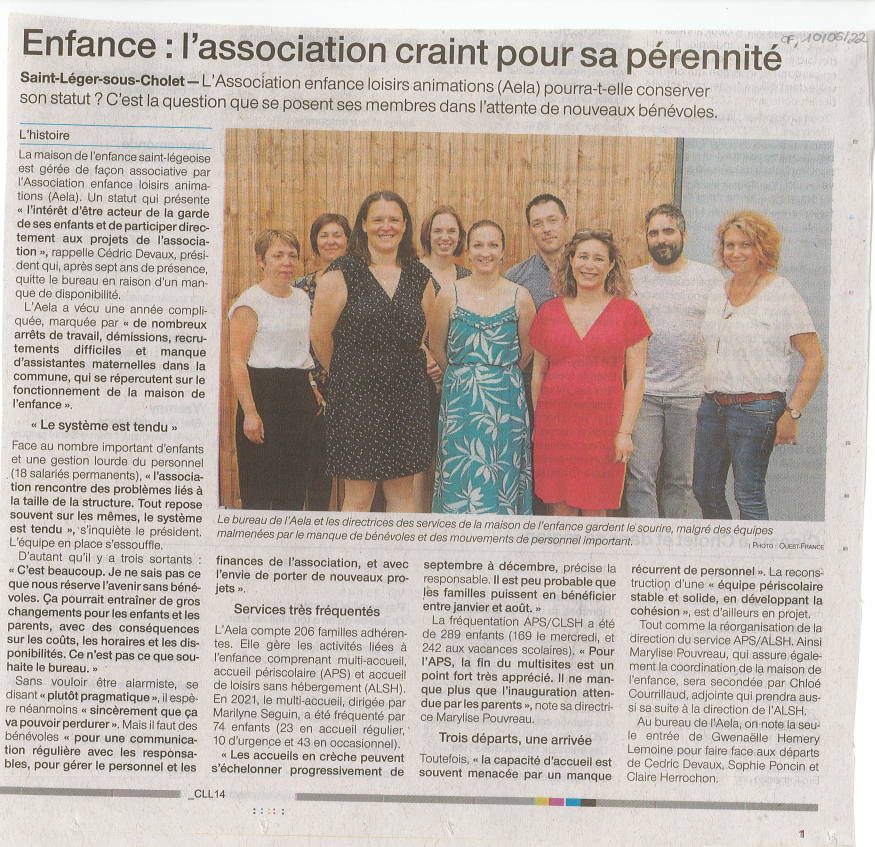 Enfance : l'association craint pour sa pérennité
OF, 10/06/22
Saint-Léger-sous-Cholet — L'Association enfance loisirs animations (Aela) pourra-t-elle conserver
son statut ? C'est la question que se posent ses membres dans l'attente de nouveaux bénévoles.
L'histoire
La maison de l'enfance saint-légeoise
est gérée de façon associative par
l'Association enfance loisirs anima-
tions (Aela). Un statut qui présente
« l'intérêt d'être acteur de la garde
de ses enfants et de participer direc-
tement aux projets de l'associa-
tion », rappelle Cédric Devaux, prési-
dent qui, après sept ans de présence,
quitte le bureau en raison d'un man-
que de disponibilité.
L'Aela a vécu une année compli-
quée, marquée par « de nombreux
arrêts de travail, démissions, recru-
tements difficiles et manque
d'assistantes maternelles dans la
commune, qui se répercutent sur le
fonctionnement de la maison de
l'enfance ».
« Le système est tendu »
Face au nombre important d'enfants
et une gestion lourde du personnel
(18 salariés permanents), « l'associa-
tion rencontre des problèmes liés à
la taille de la structure. Tout repose
souvent sur les mêmes, le système
est tendu », s'inquiète le président.
L'équipe en place s'essouffle.
D'autant qu'il y a trois sortants :
« C'est beaucoup. Je ne sais pas ce
que nous réserve l'avenir sans béné-
voles. Ça pourrait entraîner de gros
changements pour les enfants et les
parents, avec des conséquences
sur les coûts, les horaires et les dis-
ponibilités. Ce n'est pas ce que sou-
haite le bureau. »
Sans vouloir être alarmiste, se
disant « plutôt pragmatique », il espè-
re néanmoins « sincèrement que ça
va pouvoir perdurer ». Mais il faut des
bénévoles « pour une communica-
tion régulière avec les responsa-
bles, pour gérer le personnel et les
Le bureau de l'Aela et les directrices des services de la maison de l'enfance gardent le sourire, malgré des équipes
malmenées par le manque de bénévoles et des mouvements de personnel important.
| PHOTO : OUEST-FRANCE
finances de l'association, et avec
l'envie de porter de nouveaux pro-
jets ».
Services très fréquentés
L'Aela compte 206 familles adhéren-
tes. Elle gère les activités liées à
l'enfance comprenant multi-accueil,
accueil périscolaire (APS) et accueil
de loisirs sans hébergement (ALSH).
En 2021, le multi-accueil, dirigée par
Marilyne Seguin, a été fréquenté par
74 enfants (23 en accueil régulier,
10 d'urgence et 43 en occasionnel).
« Les accueils en crèche peuvent
s'échelonner progressivement de
septembre à décembre, précise la
responsable. Il est peu probable que
les familles puissent en bénéficier
entre janvier et août. »
La fréquentation APS/CLSH a été
de 289 enfants (169 le mercredi, et
242 aux vacances scolaires). « Pour
l'APS, la fin du multisites est un
point fort très apprécié. Il ne man-
que plus que l'inauguration atten-
due par les parents », note sa directri-
ce Marylise Pouvreau.
Trois départs, une arrivée
Toutefois, « la capacité d'accueil est
souvent menacée par un manque
récurrent de personnel ». La recons-
truction d'une « équipe périscolaire
stable et solide, en développant la
cohésion », est d'ailleurs en projet.
Tout comme la réorganisation de la
direction du service APS/ALSH. Ainsi
Marylise Pouvreau, qui assure égale-
ment la coordination de la maison de
l'enfance, sera secondée par Chloé
Courrillaud, adjointe qui prendra aus-
si sa suite à la direction de l'ALSH.
Au bureau de l'Aela, on note la seu-
le entrée de Gwenaëlle Hemery
Lemoine pour faire face aux départs
de Cedric Devaux, Sophie Poncin et
Claire Herrochon.
_CLL14
1